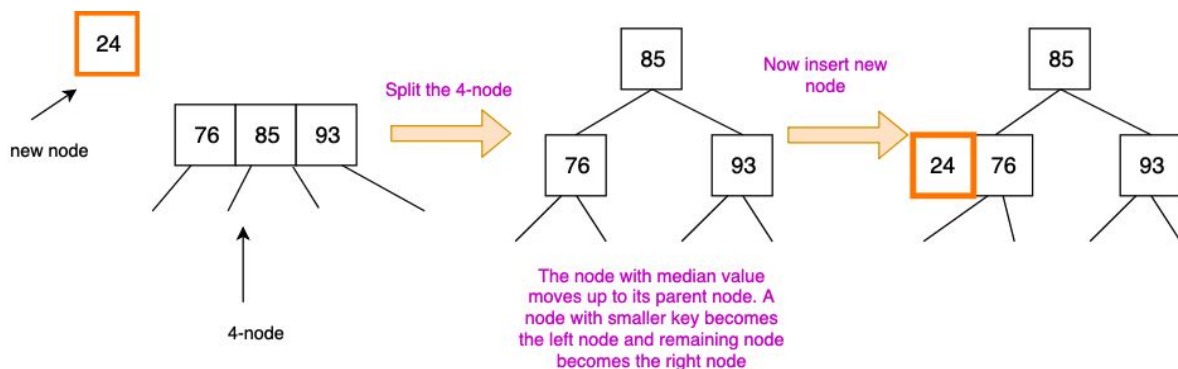 24
new node
76 85 93
4-node
Split the 4-node
85
76 93
The node with median value
moves up to its parent node. A
node with smaller key becomes
the left node and remaining node
becomes the right node
Now insert new
node
85
24 76 93